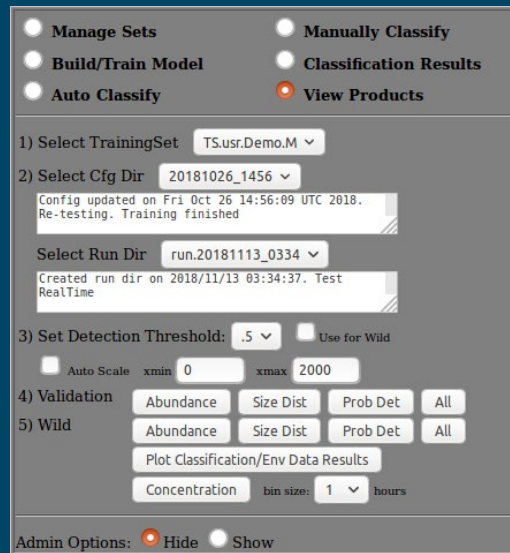 Manage Sets Manually Classify
Build/Train Model Classification Results
Auto Classify View Products
1) Select TrainingSet TS.usr.Demo.M
2) Select Cfg Dir 20181026_1456
Config updated on Fri Oct 26 14:56:09 UTC 2018.
Re-testing. Training finished
Select Run Dir run.20181113_0334
Created run dir on 2018/11/13 03:34:37. Test
RealTime
3) Set Detection Threshold: .5 Use for Wild
Auto Scale xmin 0 xmax 2000
4) Validation Abundance Size Dist Prob Det All
5) Wild Abundance Size Dist Prob Det All
Plot Classification/Env Data Results
Concentration bin size: 1 hours
Admin Options: Hide Show